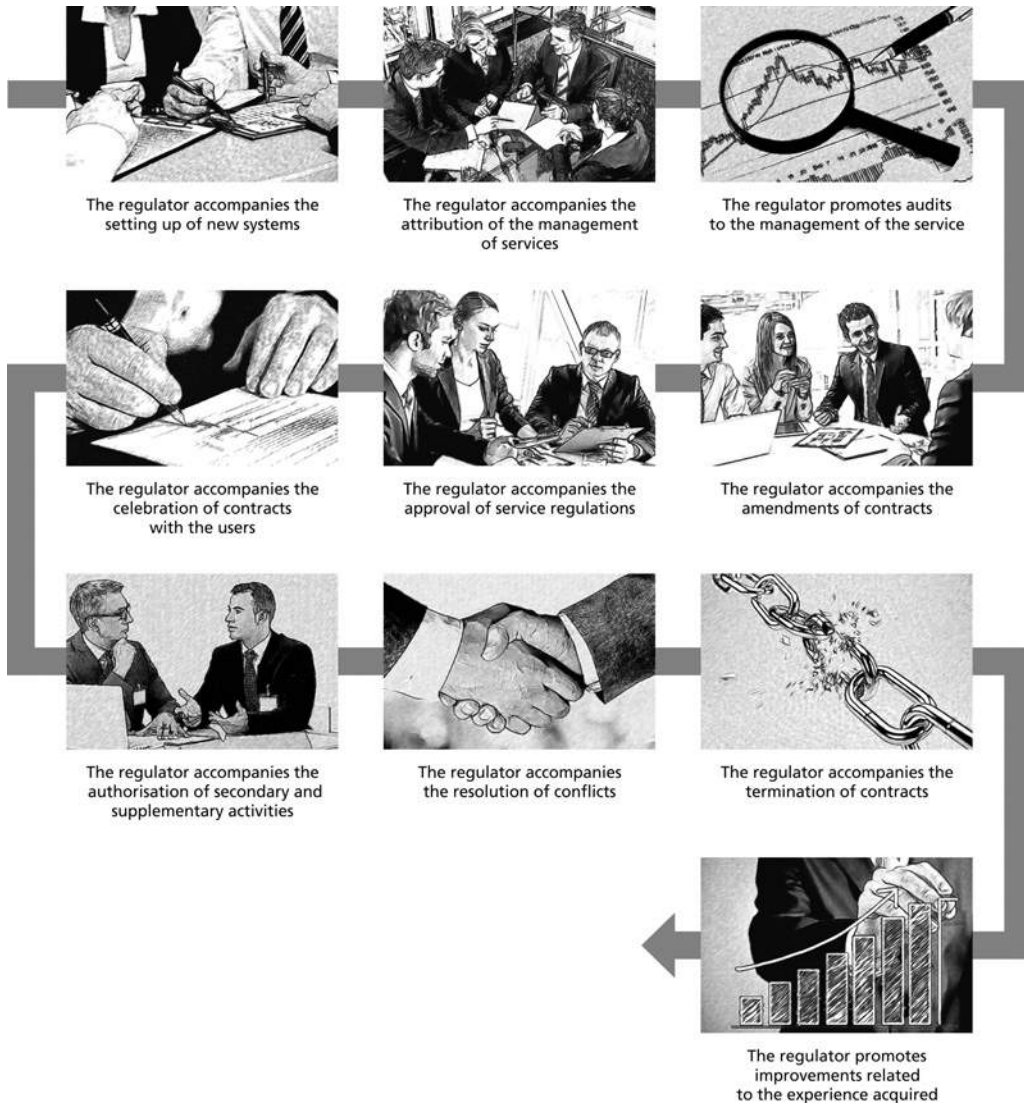 The regulator accompanies the
setting up of new systems
The regulator accompanies the
attribution of the management
of services
The regulator promotes audits
to the management of the service
The regulator accompanies the
celebration of contracts
with the users
The regulator accompanies the
approval of service regulations
The regulator accompanies the
amendments of contracts
The regulator accompanies the
authorisation of secondary and
supplementary activities
The regulator accompanies
the resolution of conflicts
The regulator accompanies the
termination of contracts
The regulator promotes
improvements related
to the experience acquired